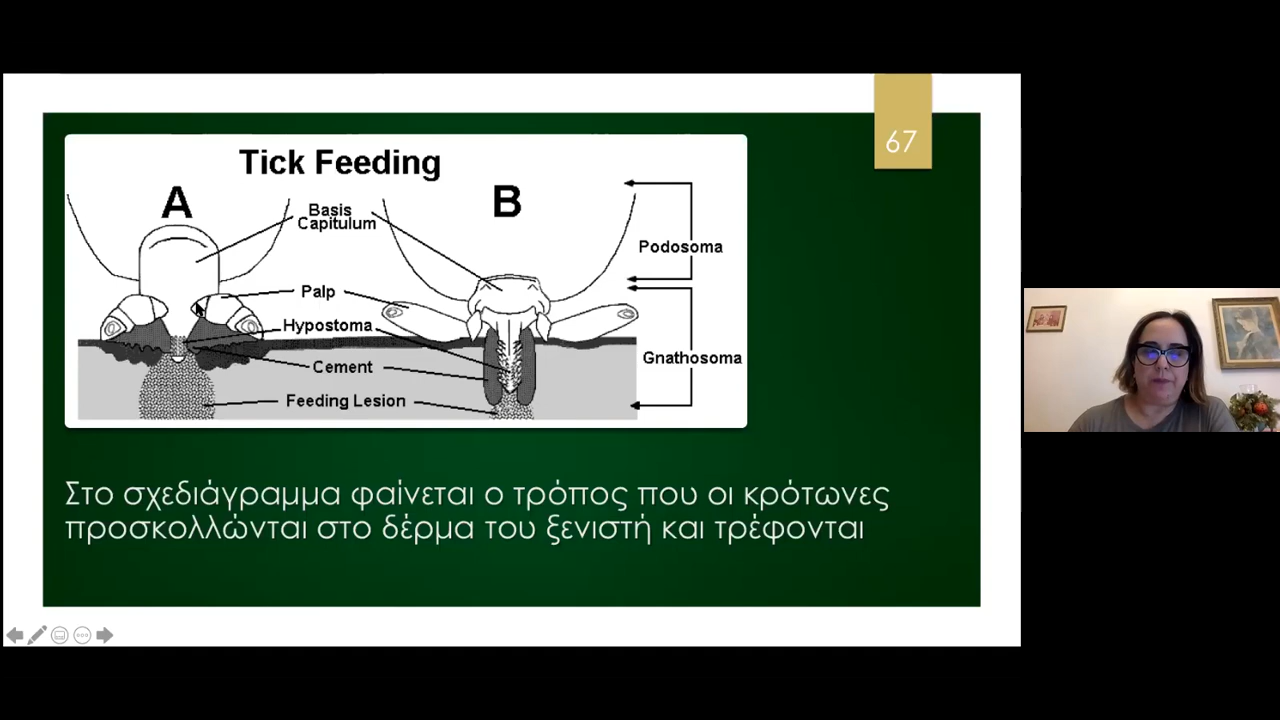 67
Tick Feeding
A
B
Basis
Capitulum
Podosoma
Palp
Hypostoma
Gnathosoma
Cement
Feeding Lesion
Στο σχεδιάγραμμα φαίνεται ο τρόπος που οι κρότωνες
προσκολλώνται στο δέρμα του ξενιστή και τρέφονται